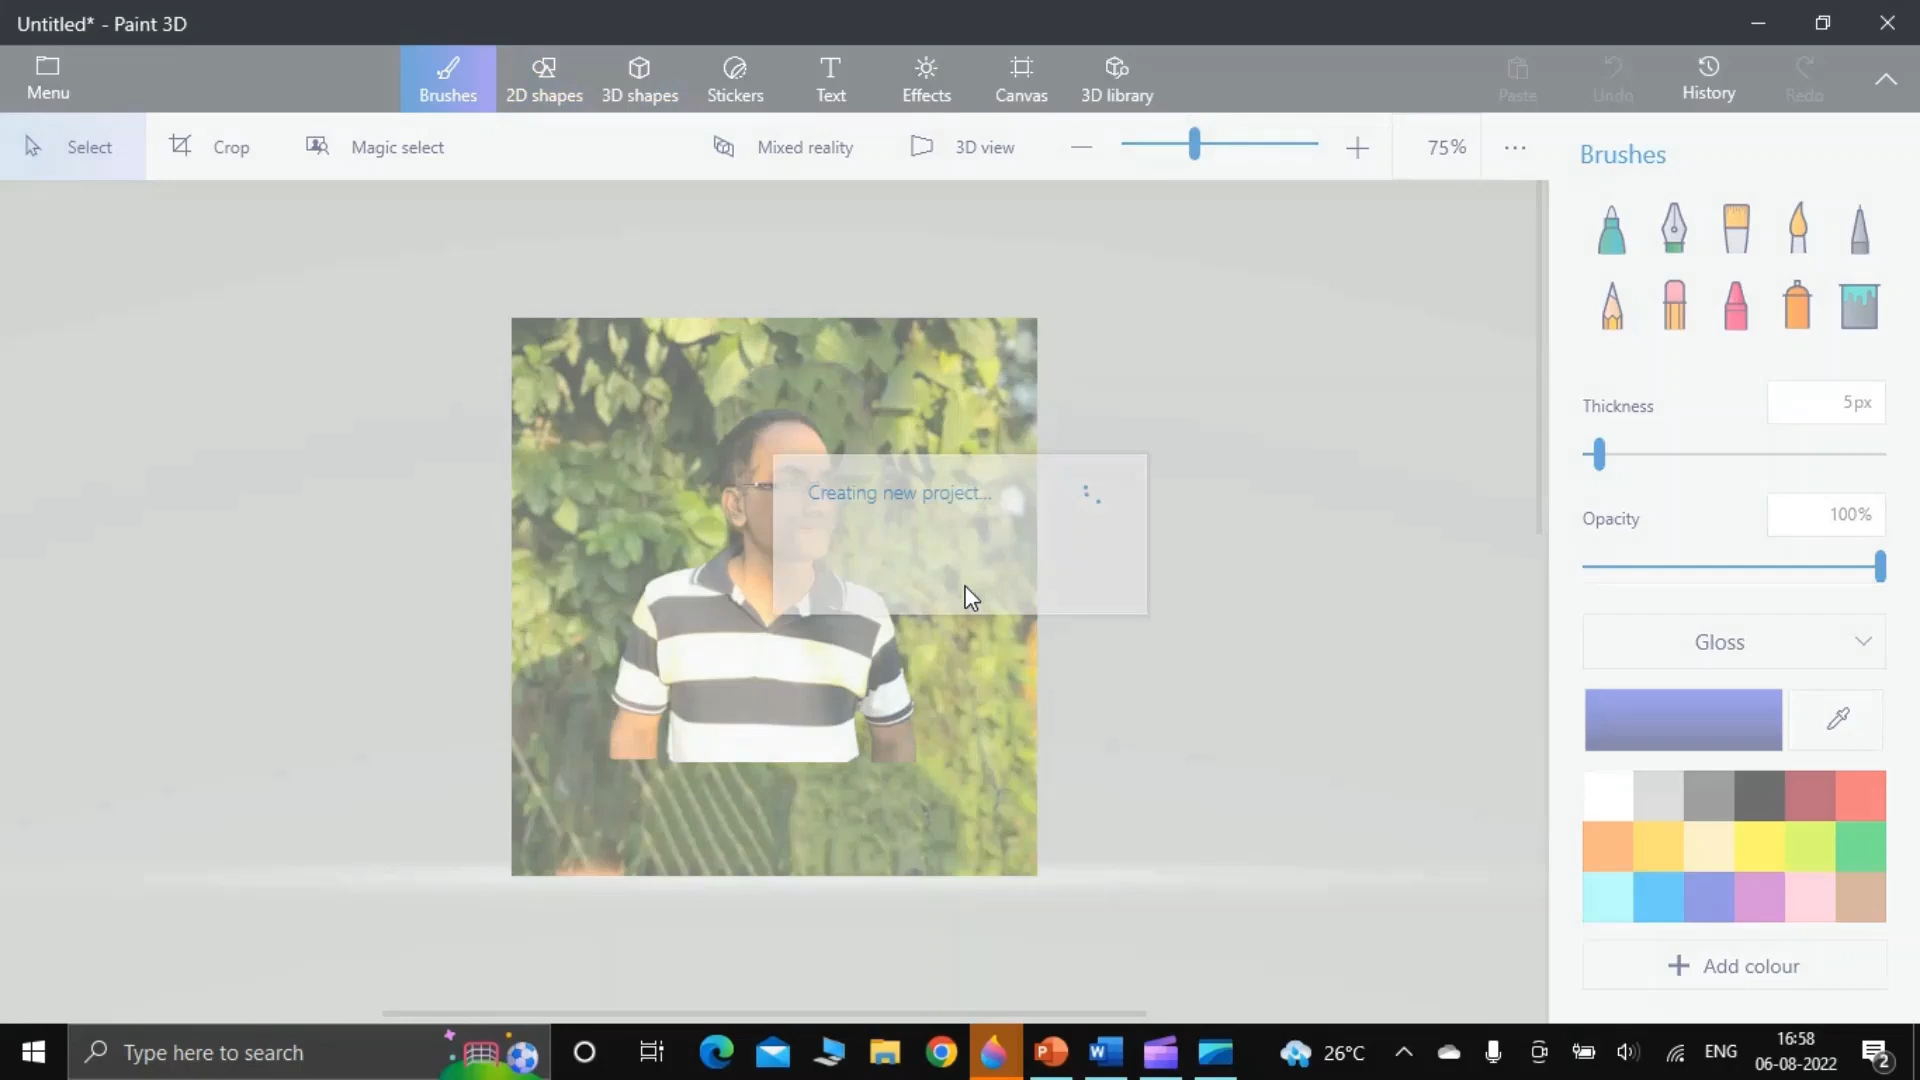 Untitled* - Paint 3D
Menu
Brushes
2D shapes
3D shapes
Stickers
Text
Effects
Canvas
3D library
Paste
Undo
History
Redo
Select
Crop
Magic select
Mixed reality
3D view
75%
Brushes
Thickness
5px
Opacity
100%
Creating new project...
Gloss
Add colour
Type here to search
26°C
ENG
16:58
06-08-2022
2